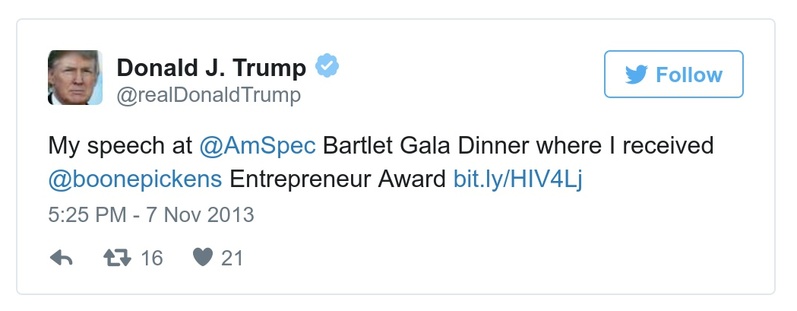 Donald J. Trump
@realDonaldTrump
Follow
My speech at @AmSpec Bartlet Gala Dinner where I received
@boonepickens Entrepreneur Award bit.ly/HIV4Lj
5:25 PM - 7 Nov 2013
16 21